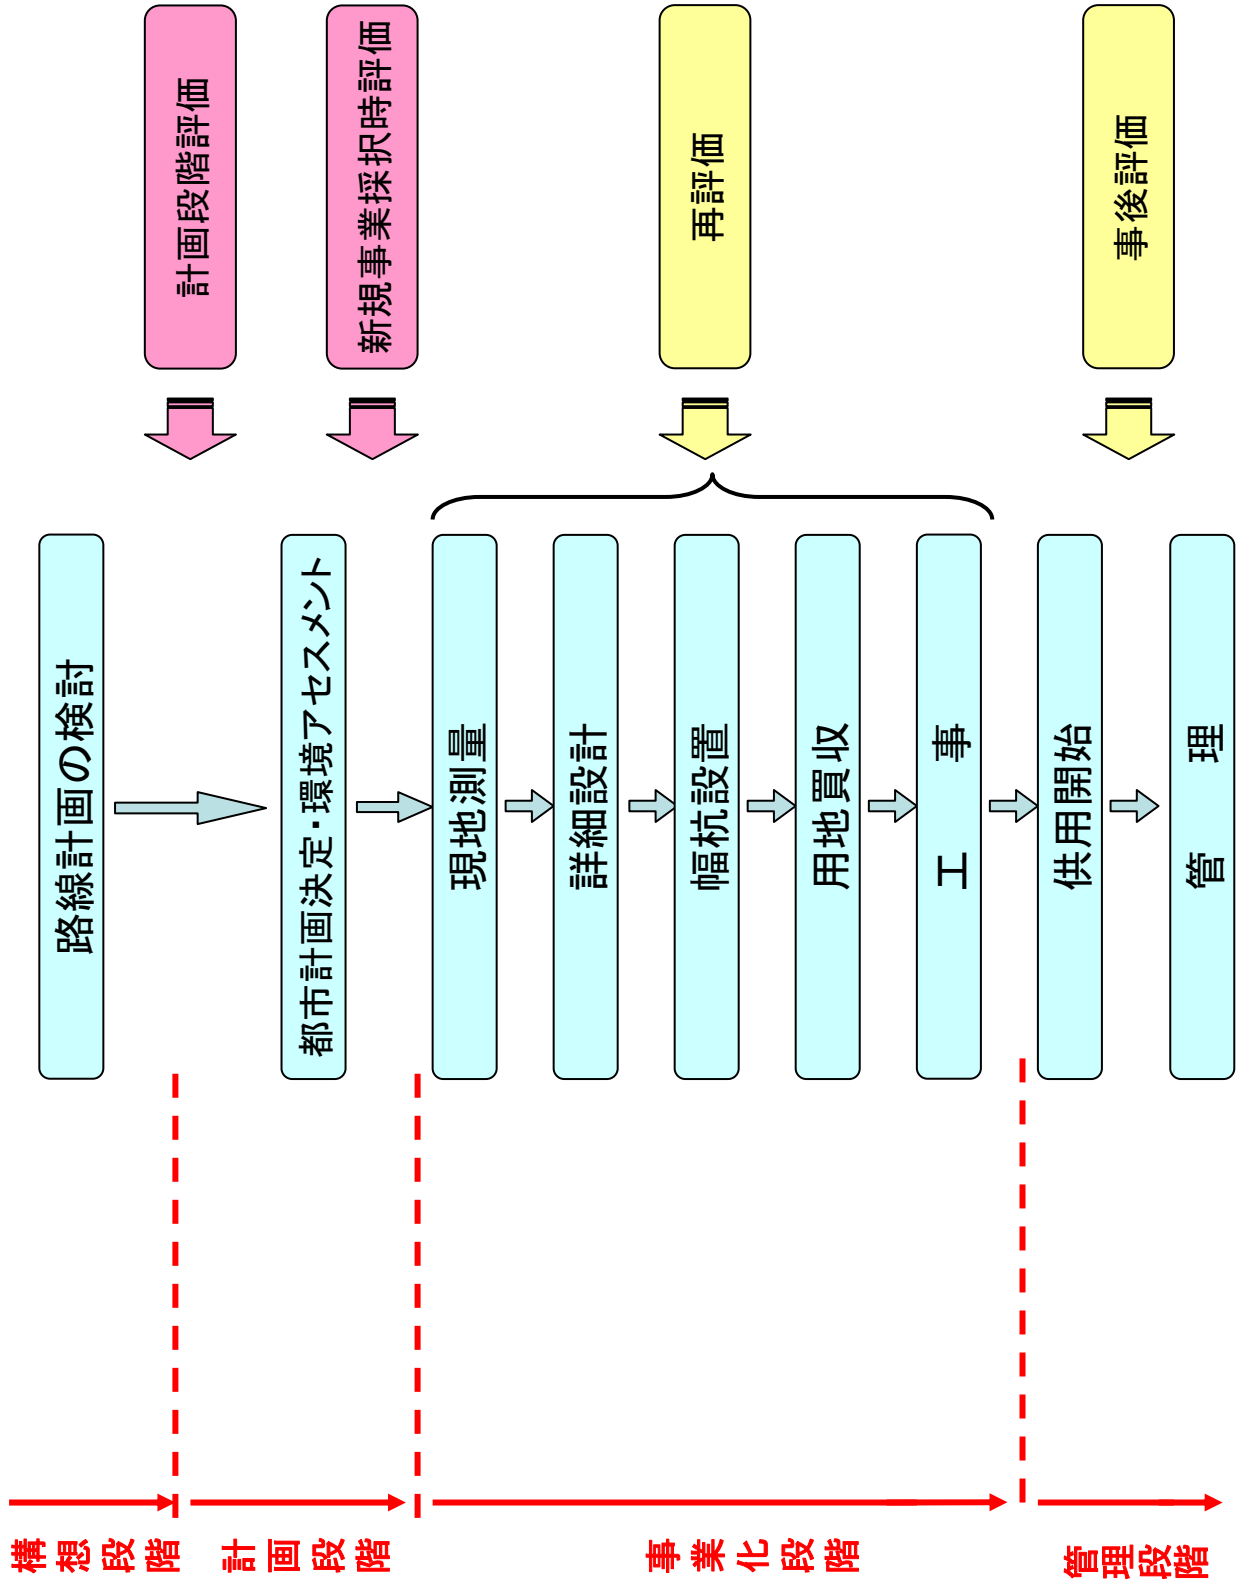 計画段階評価
新規事業採択時評価
再評価
事後評価
路線計画の検討
都市計画決定・環境アセスメント
現地測量
詳細設計
幅杭設置
用地買収
工事
供用開始
管理
構想段階
計画段階
事業化段階
管理段階